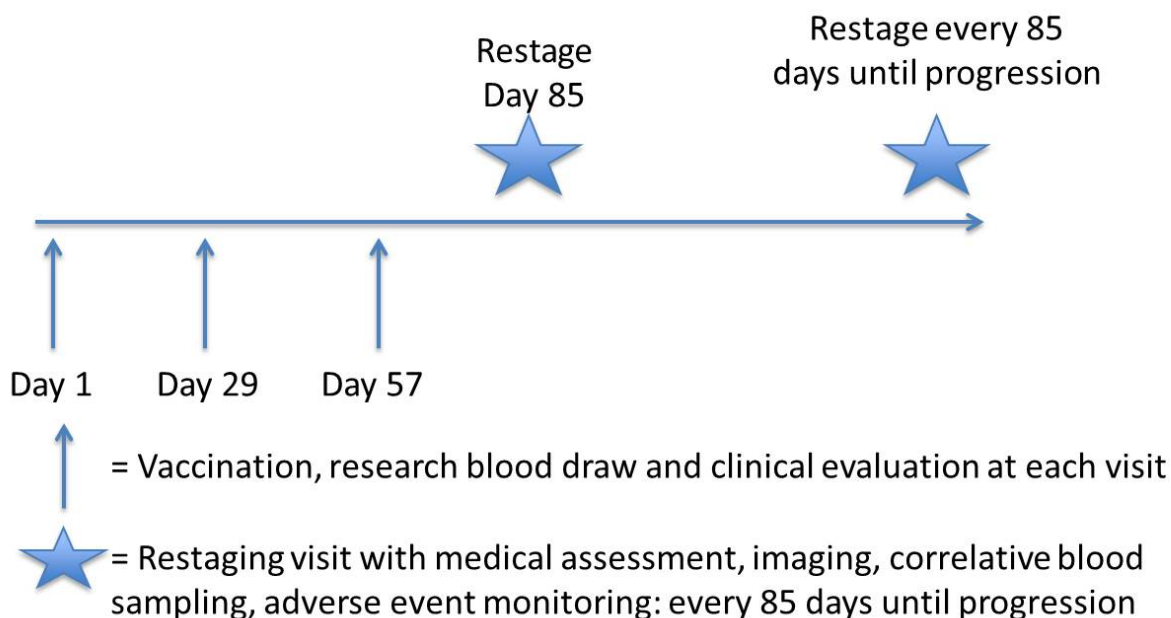 Restage
Day 85
Restage every 85
days until progression
Day 1
Day 29
Day 57
= Vaccination, research blood draw and clinical evaluation at each visit
= Restaging visit with medical assessment, imaging, correlative blood
sampling, adverse event monitoring: every 85 days until progression